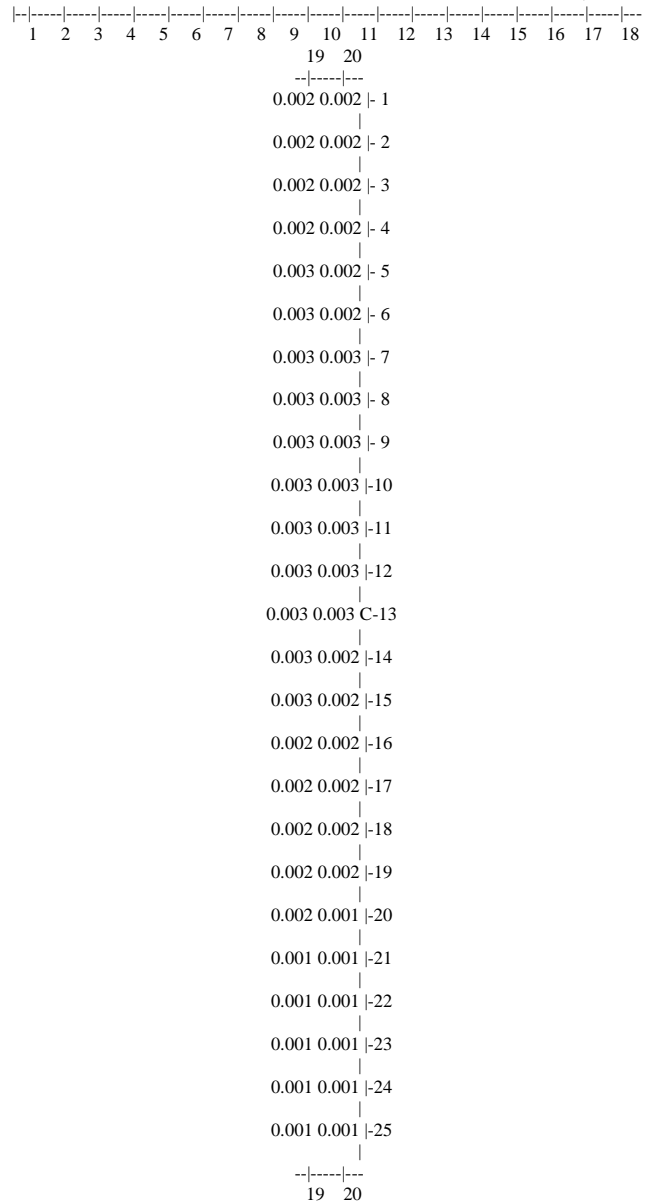 |--|-----|-----|-----|-----|-----|-----|-----|-----|-----|-----|-----|-----|-----|-----|-----|-----|-----|----
1 2 3 4 5 6 7 8 9 10 11 12 13 14 15 16 17 18
19 20
--|-----|---
0.002 0.002 |- 1
|
0.002 0.002 |- 2
|
0.002 0.002 |- 3
|
0.002 0.002 |- 4
|
0.003 0.002 |- 5
|
0.003 0.002 |- 6
|
0.003 0.003 |- 7
|
0.003 0.003 |- 8
|
0.003 0.003 |- 9
|
0.003 0.003 |-10
|
0.003 0.003 |-11
|
0.003 0.003 |-12
|
0.003 0.003 C-13
|
0.003 0.002 |-14
|
0.003 0.002 |-15
|
0.002 0.002 |-16
|
0.002 0.002 |-17
|
0.002 0.002 |-18
|
0.002 0.002 |-19
|
0.002 0.001 |-20
|
0.001 0.001 |-21
|
0.001 0.001 |-22
|
0.001 0.001 |-23
|
0.001 0.001 |-24
|
0.001 0.001 |-25
|
--|-----|---
19 20